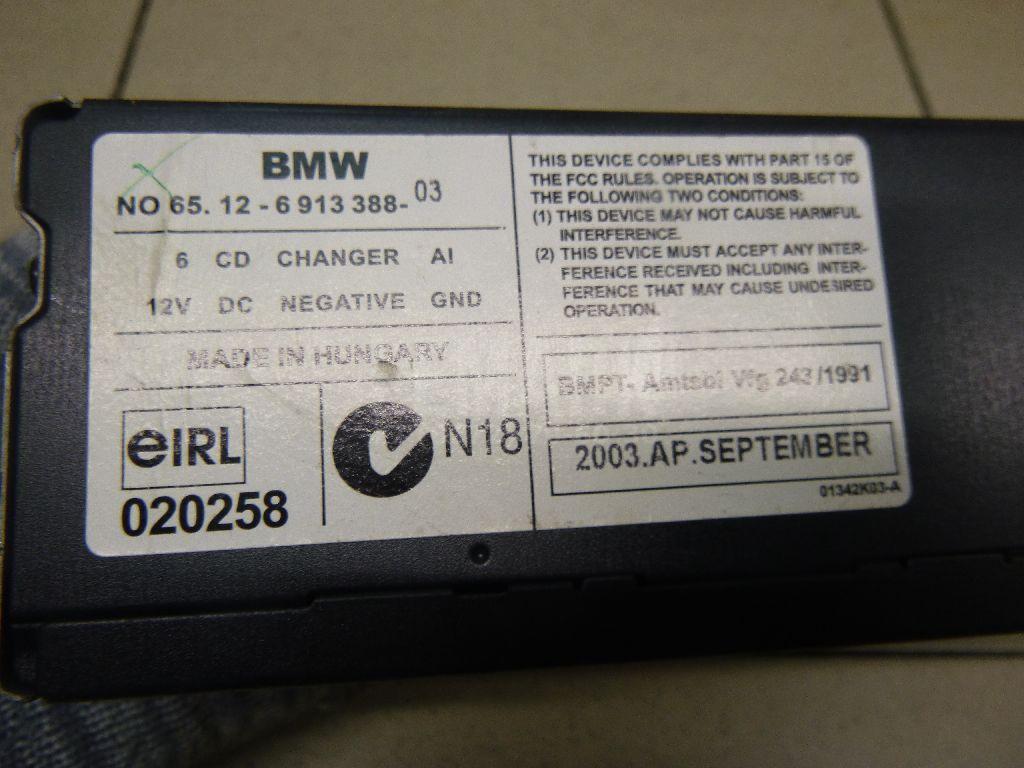 BMW
NO 65. 12 - 6 913 388- 03
6 CD CHANGER AI
12V DC NEGATIVE GND
MADE IN HUNGARY
eIRL
020258
N18
THIS DEVICE COMPLIES WITH PART 15 OF
THE FCC RULES. OPERATION IS SUBJECT TO
THE FOLLOWING TWO CONDITIONS:
(1) THIS DEVICE MAY NOT CAUSE HARMFUL
INTERFERENCE.
(2) THIS DEVICE MUST ACCEPT ANY INTER-
FERENCE RECEIVED INCLUDING INTER-
FERENCE THAT MAY CAUSE UNDESIRED
OPERATION.
BMPT- Amtsbl Vfg 243/1991
2003.AP.SEPTEMBER
01342K03-A